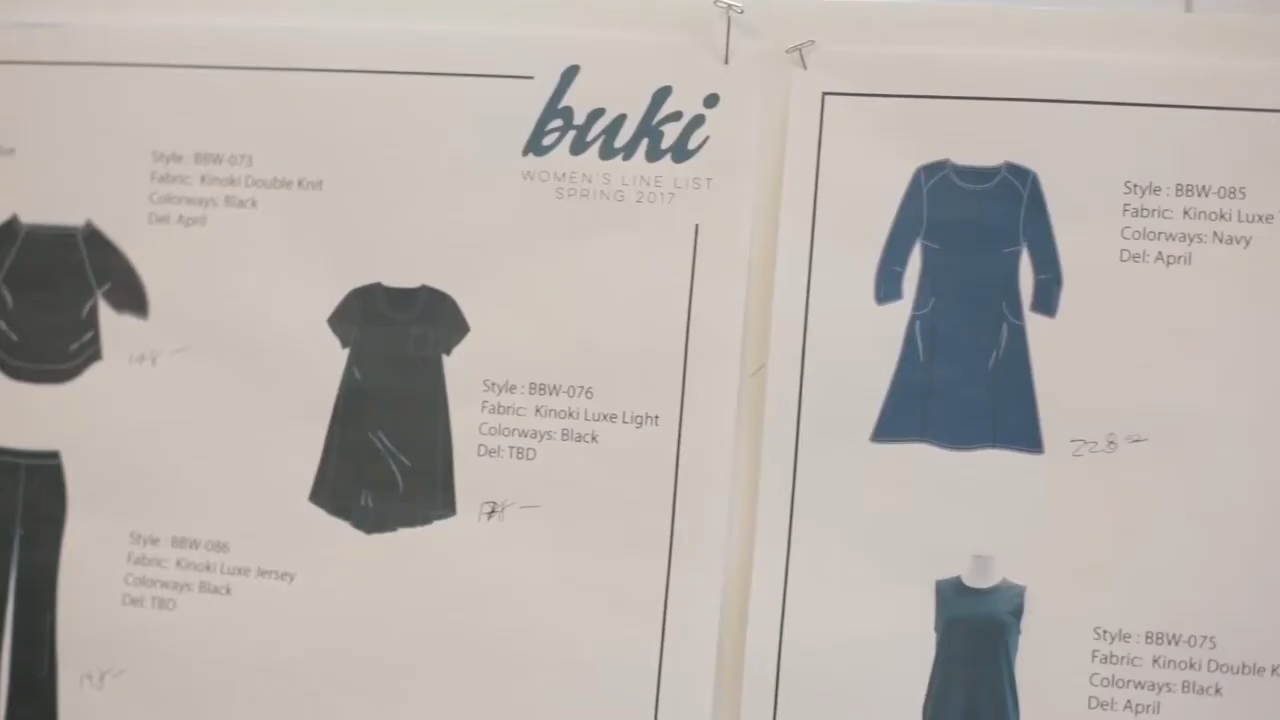 buki
WOMEN'S LINE LIST
SPRING 2017
Style : BBW-073
Fabric: Kinoki Double Knit
Colorways: Black
Del: April
148 —
Style : BBW-076
Fabric: Kinoki Luxe Light
Colorways: Black
Del: TBD
Style : BBW-086
Fabric: Kinoki Luxe Jersey
Colorways: Black
Del: TBD
148 —
Style : BBW-085
Fabric: Kinoki Luxe
Colorways: Navy
Del: April
228
Style : BBW-075
Fabric: Kinoki Double K
Colorways: Black
Del: April